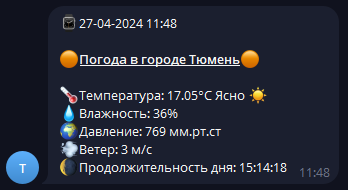 27-04-2024 11:48
Погода в городе Тюмень
Температура: 17.05°C Ясно
Влажность: 36%
Давление: 769 мм.рт.ст
Ветер: 3 м/с
Продолжительность дня: 15:14:18
11:48
Т